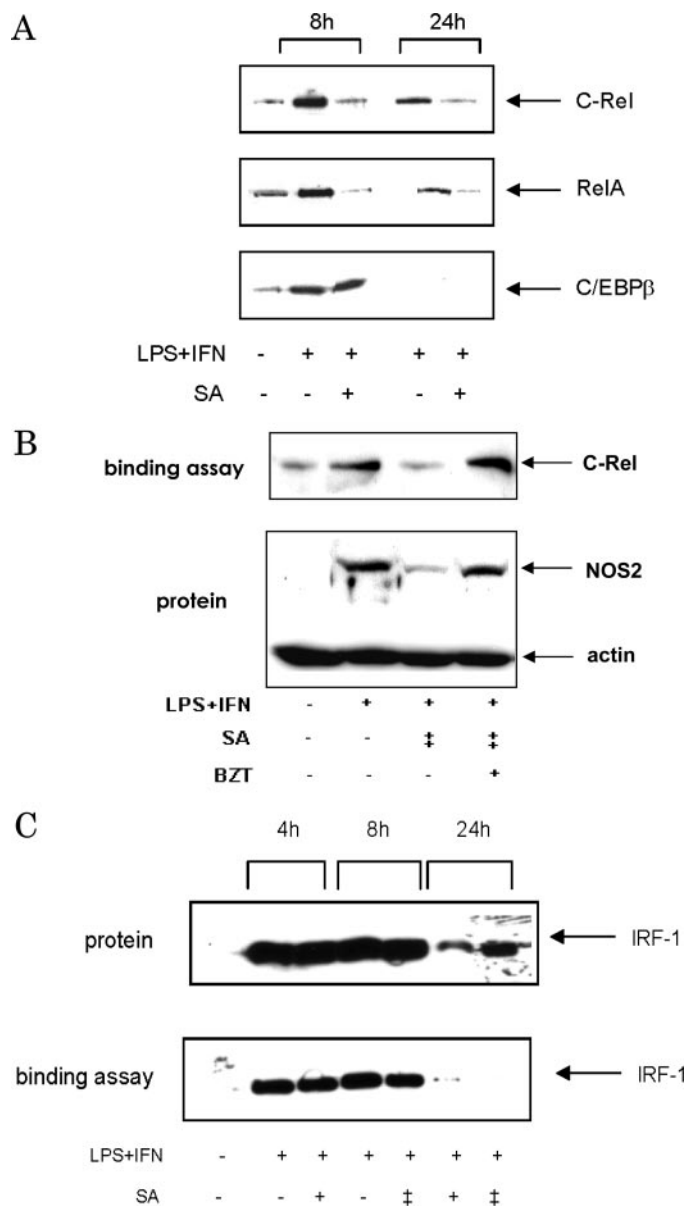 A
8h 24h
C-Rel
RelA
C/EBPβ
LPS+IFN - + + + +
SA - - + - +
B
binding assay C-Rel
protein NOS2
actin
LPS+IFN - + + +
SA - - ‡ ‡
BZT - - - +
C
4h 8h 24h
protein IRF-1
binding assay IRF-1
LPS+IFN - + + + + + +
SA - - + - ‡ + ‡